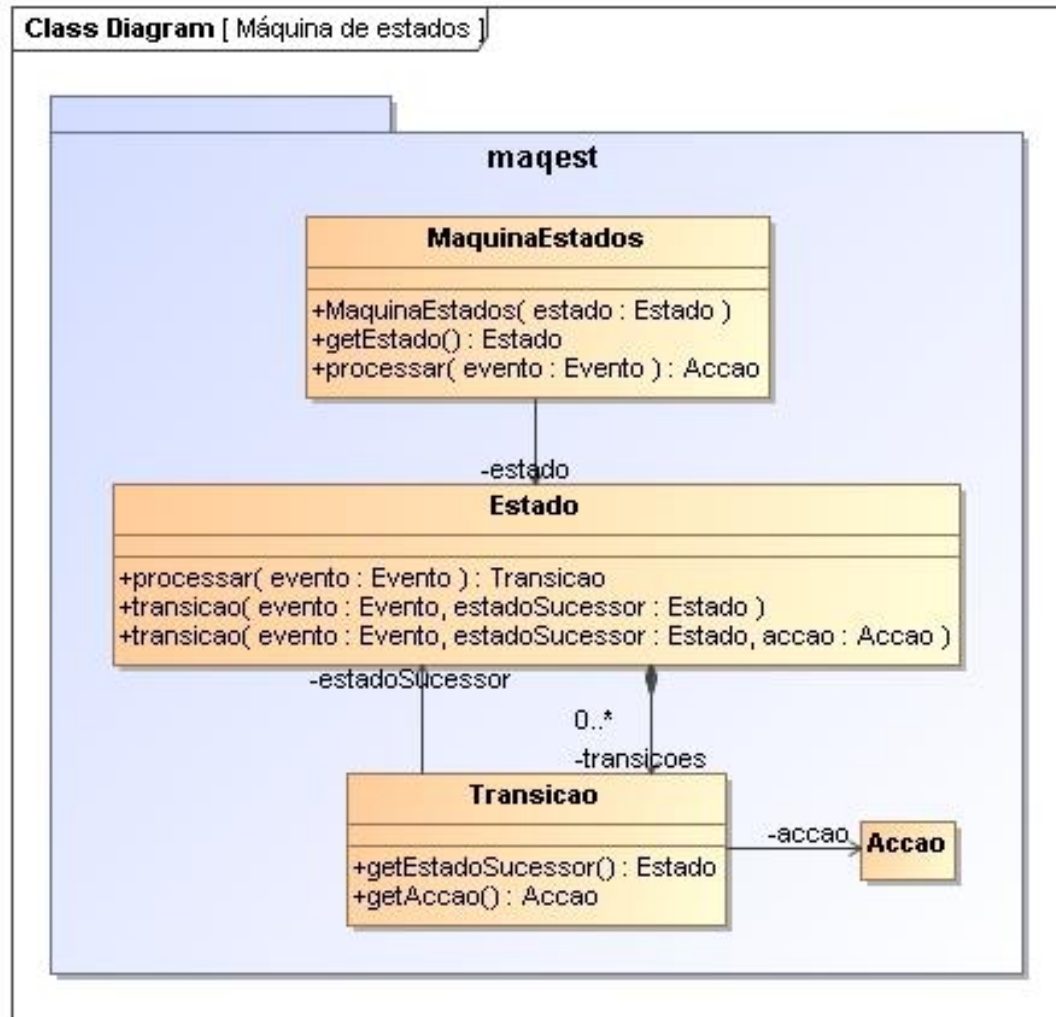 Class Diagram [ Máquina de estados ]
maqest
MaquinaEstados
+MaquinaEstados( estado : Estado )
+getEstado() : Estado
+processar( evento : Evento ) : Accao
-estado
Estado
+processar( evento : Evento ) : Transicao
+transicao( evento : Evento, estadoSucessor : Estado )
+transicao( evento : Evento, estadoSucessor : Estado, accao : Accao )
-estadoSucessor
0..*
-transicoes
Transicao
+getEstadoSucessor() : Estado
+getAccao() : Accao
-accao
Accao